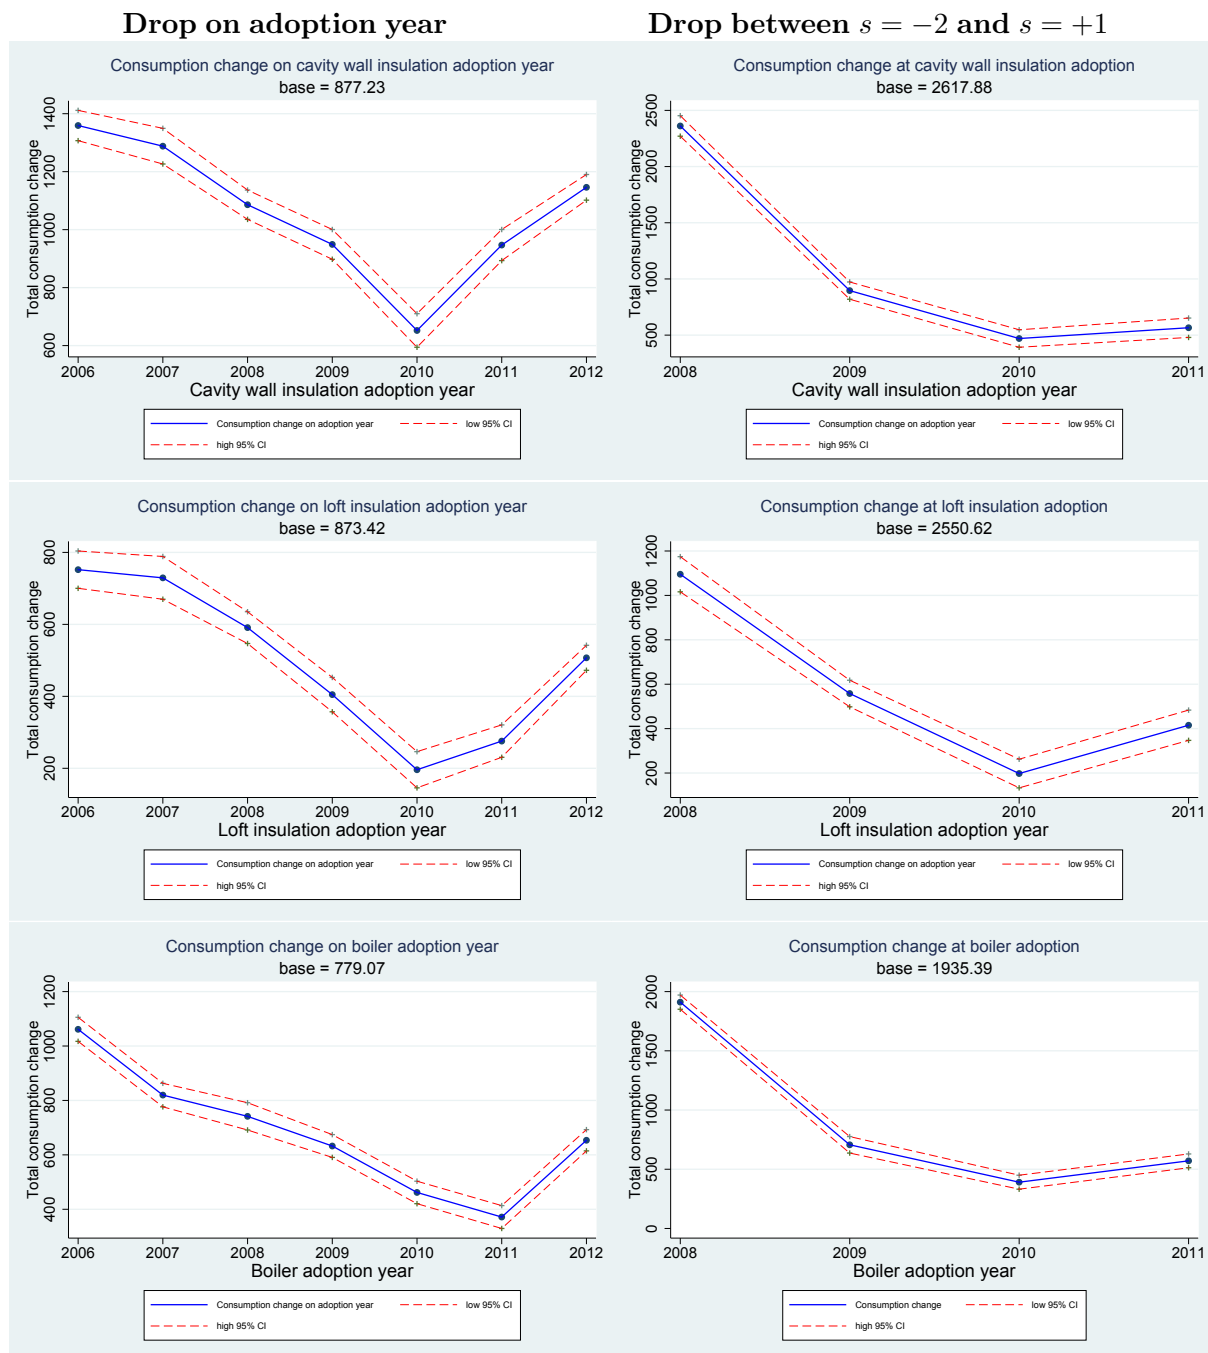 Drop on adoption year
Drop between s = −2 and s = +1
Consumption change on cavity wall insulation adoption year
base = 877.23
Total consumption change
1400
1200
1000
800
600
2006 2007 2008 2009 2010 2011 2012
Cavity wall insulation adoption year
Consumption change on adoption year low 95% CI
high 95% CI
Consumption change at cavity wall insulation adoption
base = 2617.88
Total consumption change
2500
2000
1500
1000
500
2008 2009 2010 2011
Cavity wall insulation adoption year
Consumption change on adoption year low 95% CI
high 95% CI
Consumption change on loft insulation adoption year
base = 873.42
Total consumption change
800
600
400
200
2006 2007 2008 2009 2010 2011 2012
Loft insulation adoption year
Consumption change on adoption year low 95% CI
high 95% CI
Consumption change at loft insulation adoption
base = 2550.62
Total consumption change
1200
1000
800
600
400
200
2008 2009 2010 2011
Loft insulation adoption year
Consumption change on adoption year low 95% CI
high 95% CI
Consumption change on boiler adoption year
base = 779.07
Total consumption change
1200
1000
800
600
400
2006 2007 2008 2009 2010 2011 2012
Boiler adoption year
Consumption change on adoption year low 95% CI
high 95% CI
Consumption change at boiler adoption
base = 1935.39
Total consumption change
2000
1500
1000
500
0
2008 2009 2010 2011
Boiler adoption year
Consumption change low 95% CI
high 95% CI